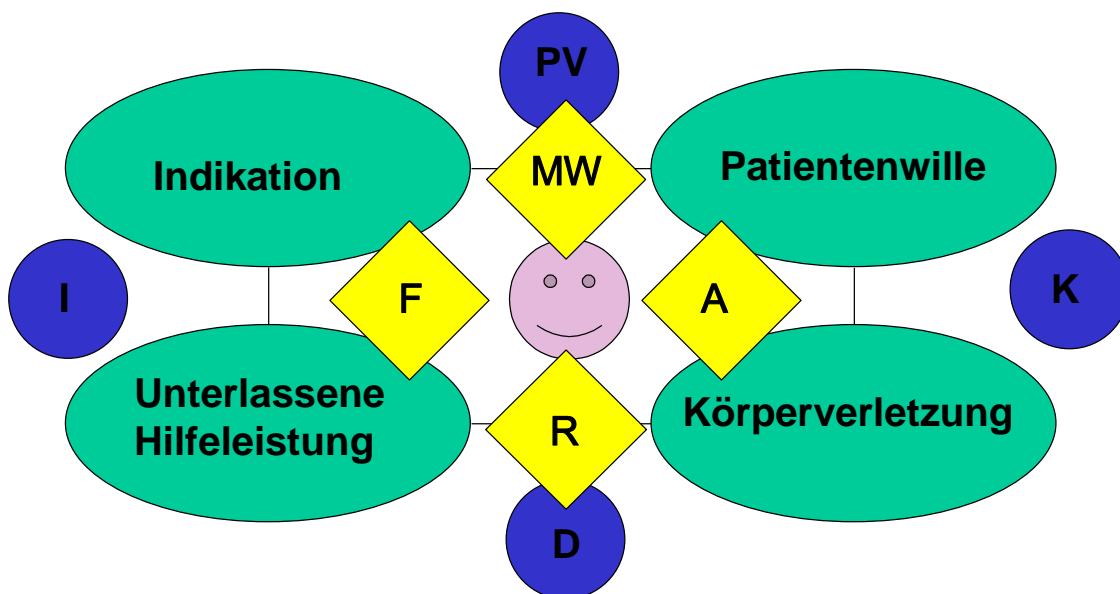 PV
Indikation
MW
Patientenwille
I
F
A
K
Unterlassene
Hilfeleistung
R
Körperverletzung
D